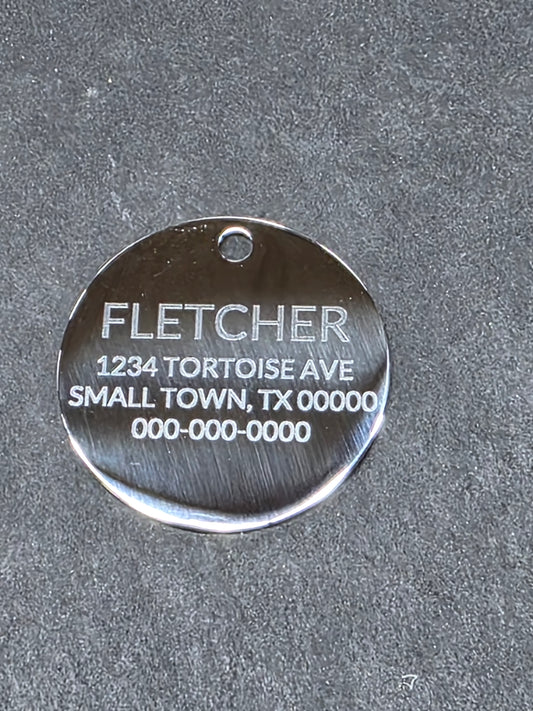 FLETCHER
1234 TORTOISE AVE
SMALL TOWN, TX 00000
000-000-0000